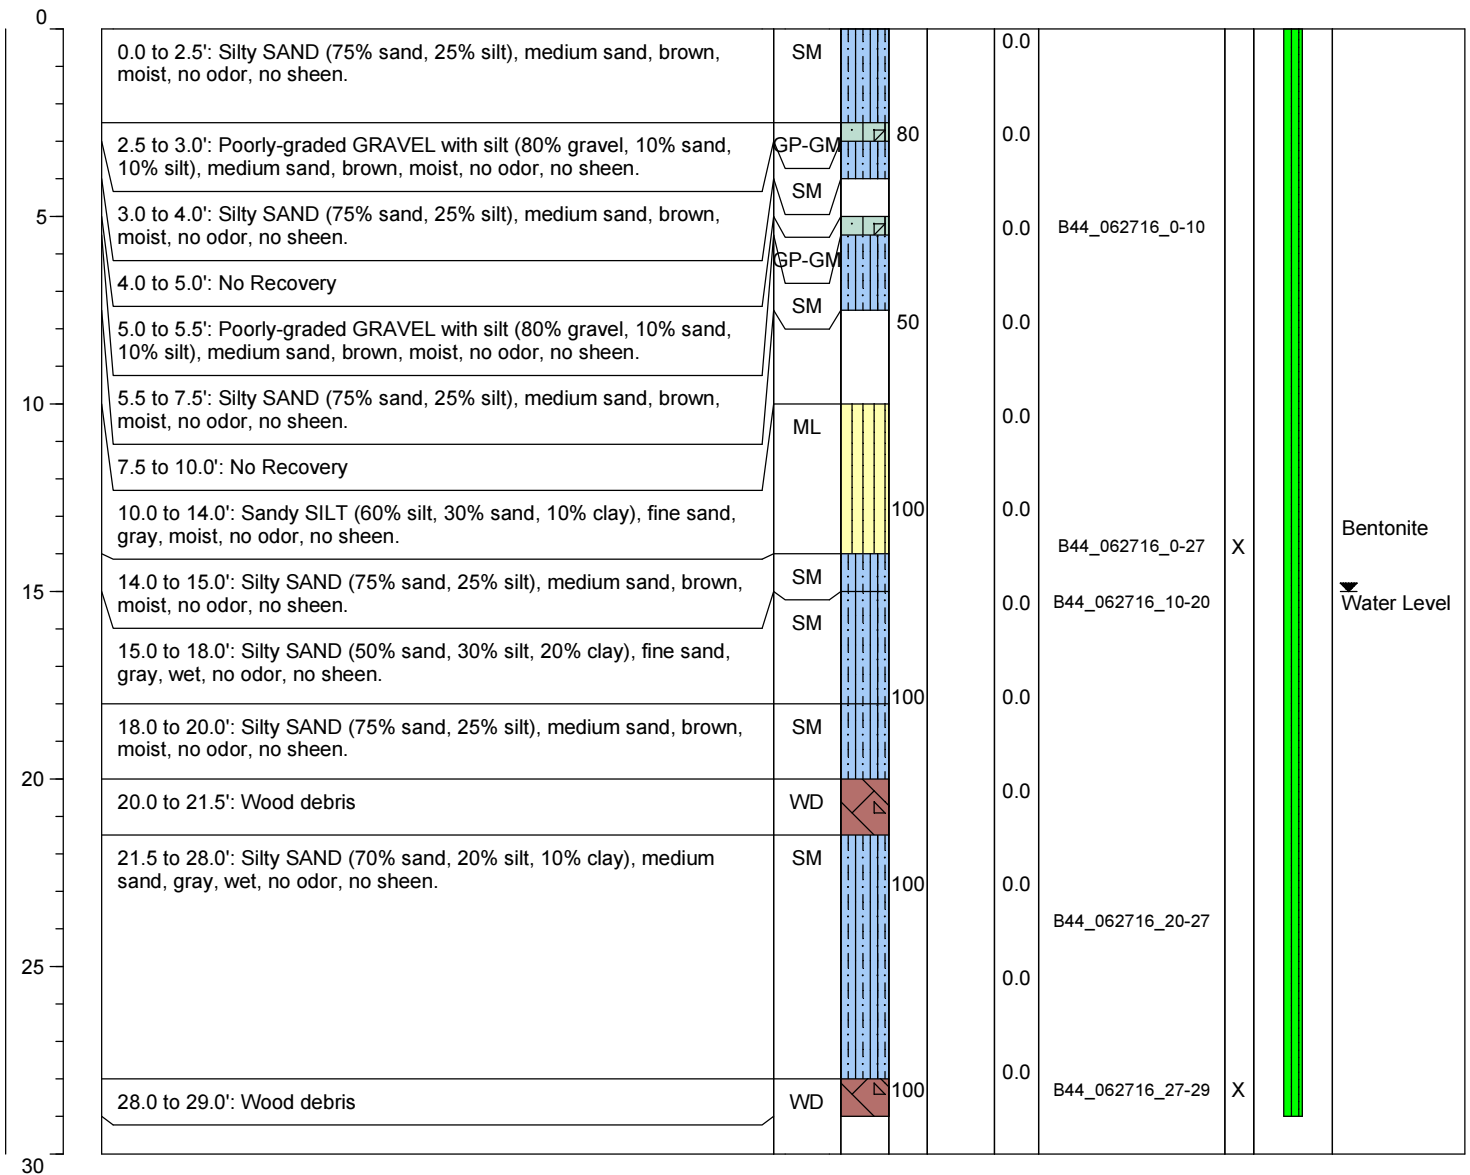 0
0.0 to 2.5': Silty SAND (75% sand, 25% silt), medium sand, brown,
moist, no odor, no sheen.
SM
0.0
2.5 to 3.0': Poorly-graded GRAVEL with silt (80% gravel, 10% sand,
10% silt), medium sand, brown, moist, no odor, no sheen.
GP-GM
80
0.0
3.0 to 4.0': Silty SAND (75% sand, 25% silt), medium sand, brown,
moist, no odor, no sheen.
SM
5
0.0
B44_062716_0-10
4.0 to 5.0': No Recovery
GP-GM
5.0 to 5.5': Poorly-graded GRAVEL with silt (80% gravel, 10% sand,
10% silt), medium sand, brown, moist, no odor, no sheen.
SM
50
0.0
5.5 to 7.5': Silty SAND (75% sand, 25% silt), medium sand, brown,
moist, no odor, no sheen.
10
ML
0.0
7.5 to 10.0': No Recovery
10.0 to 14.0': Sandy SILT (60% silt, 30% sand, 10% clay), fine sand,
gray, moist, no odor, no sheen.
100
0.0
B44_062716_0-27
X
Bentonite
14.0 to 15.0': Silty SAND (75% sand, 25% silt), medium sand, brown,
moist, no odor, no sheen.
SM
15
0.0
B44_062716_10-20
Water Level
SM
15.0 to 18.0': Silty SAND (50% sand, 30% silt, 20% clay), fine sand,
gray, wet, no odor, no sheen.
100
0.0
18.0 to 20.0': Silty SAND (75% sand, 25% silt), medium sand, brown,
moist, no odor, no sheen.
SM
20
20.0 to 21.5': Wood debris
WD
0.0
21.5 to 28.0': Silty SAND (70% sand, 20% silt, 10% clay), medium
sand, gray, wet, no odor, no sheen.
SM
100
0.0
B44_062716_20-27
25
0.0
0.0
28.0 to 29.0': Wood debris
WD
100
B44_062716_27-29
X
30